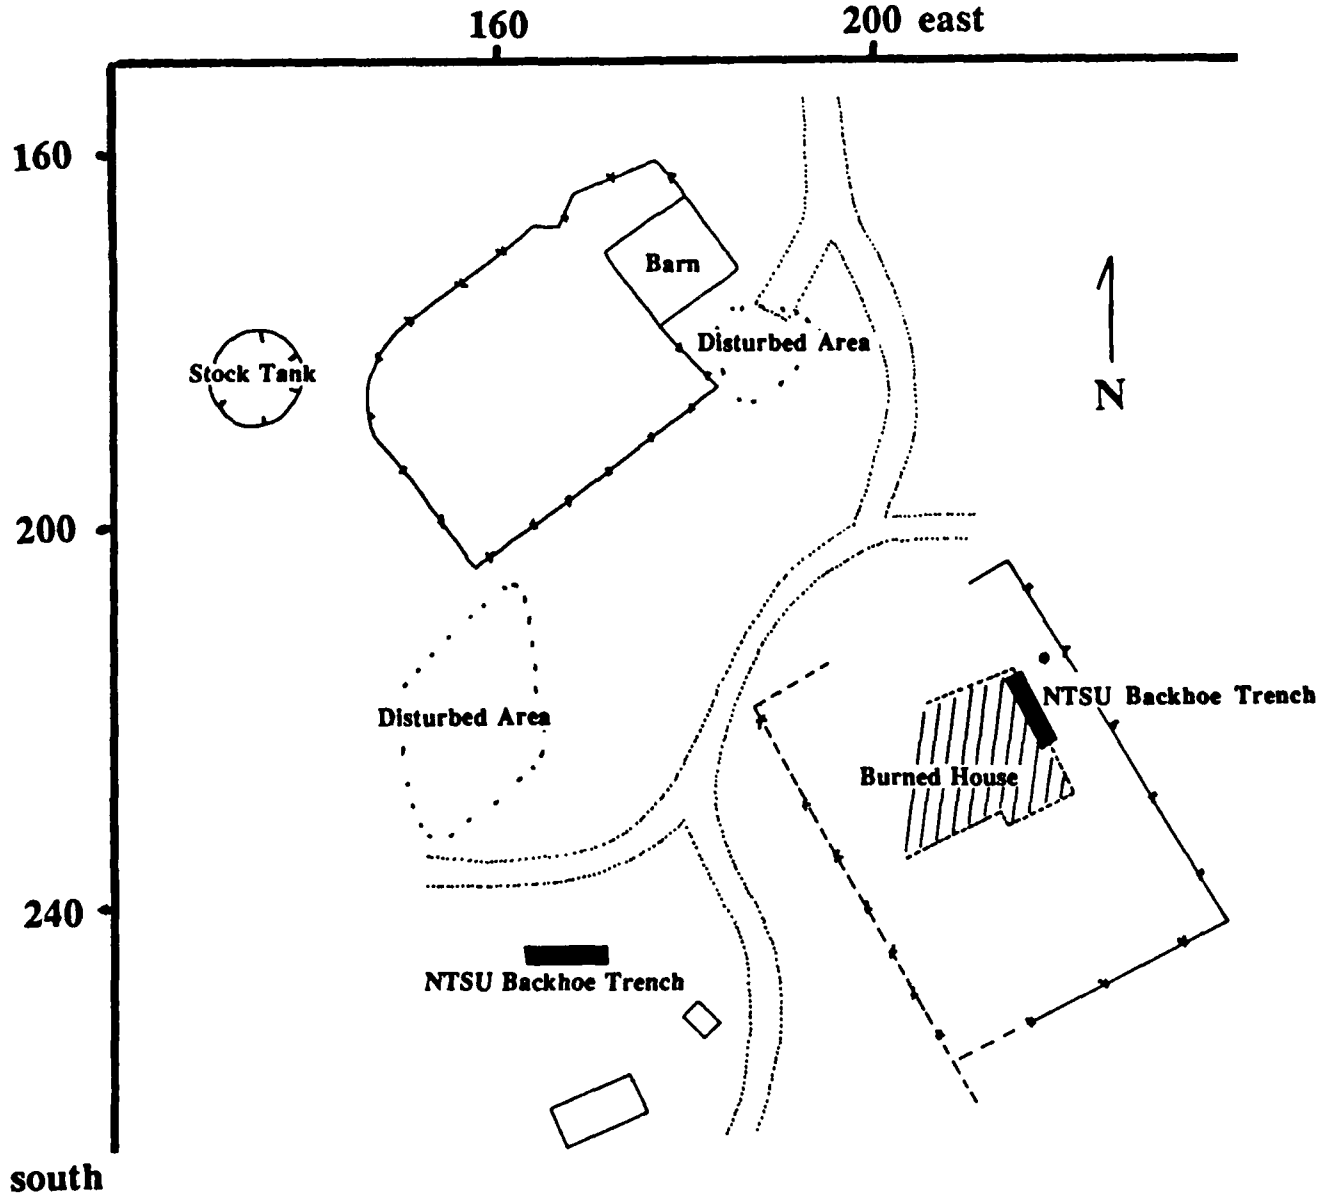 160
200 east
160
Barn
Disturbed Area
Stock Tank
N
200
NTSU Backhoe Trench
Disturbed Area
Burned House
240
NTSU Backhoe Trench
south